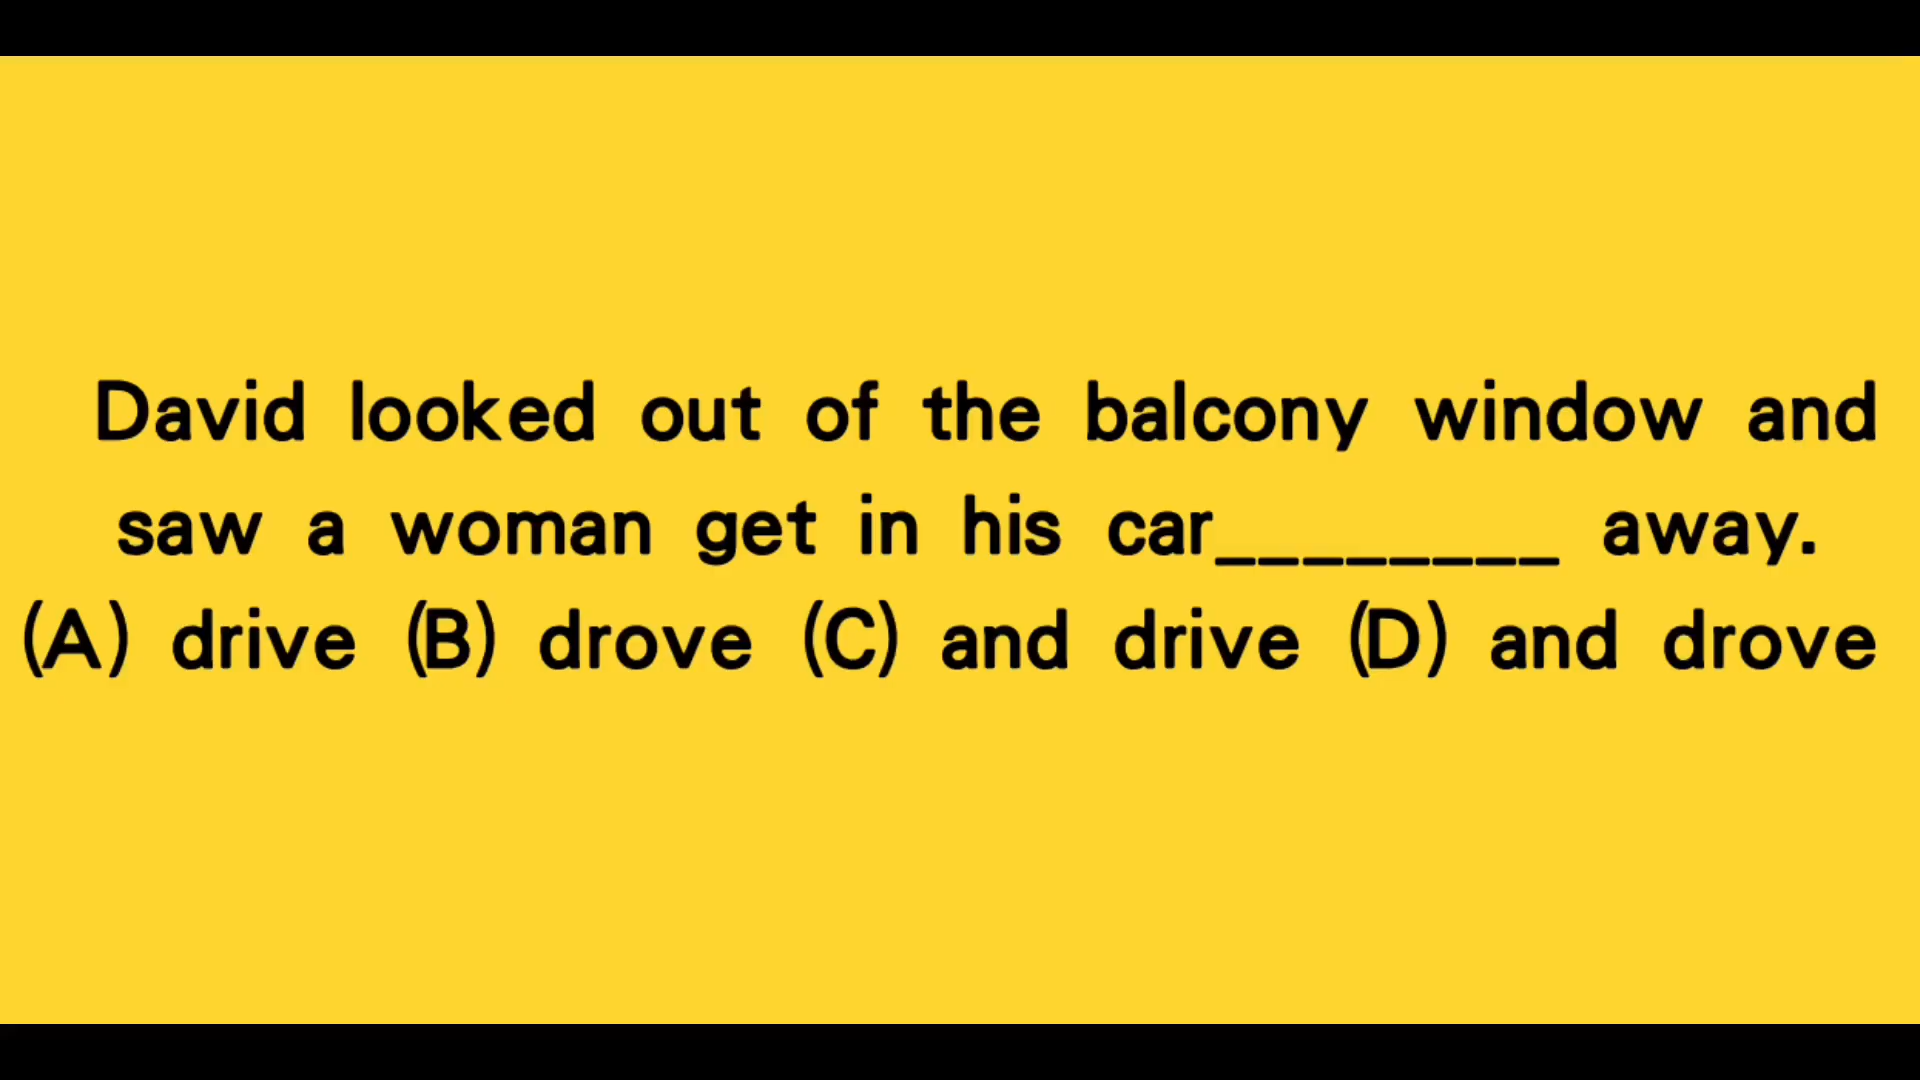 David looked out of the balcony window and
saw a woman get in his car________ away.
(A) drive (B) drove (C) and drive (D) and drove